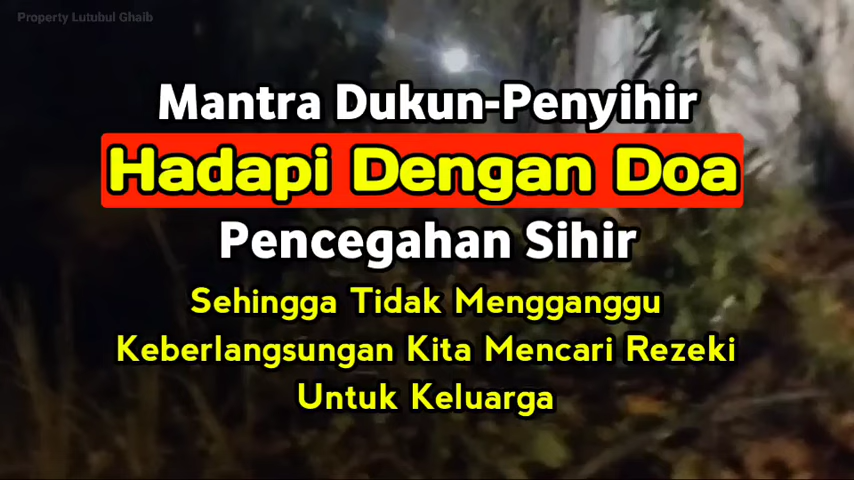 Property Lutubul Ghaib
Mantra Dukun-Penyihir
Hadapi Dengan Doa
Pencegahan Sihir
Sehingga Tidak Mengganggu
Keberlangsungan Kita Mencari Rezeki
Untuk Keluarga